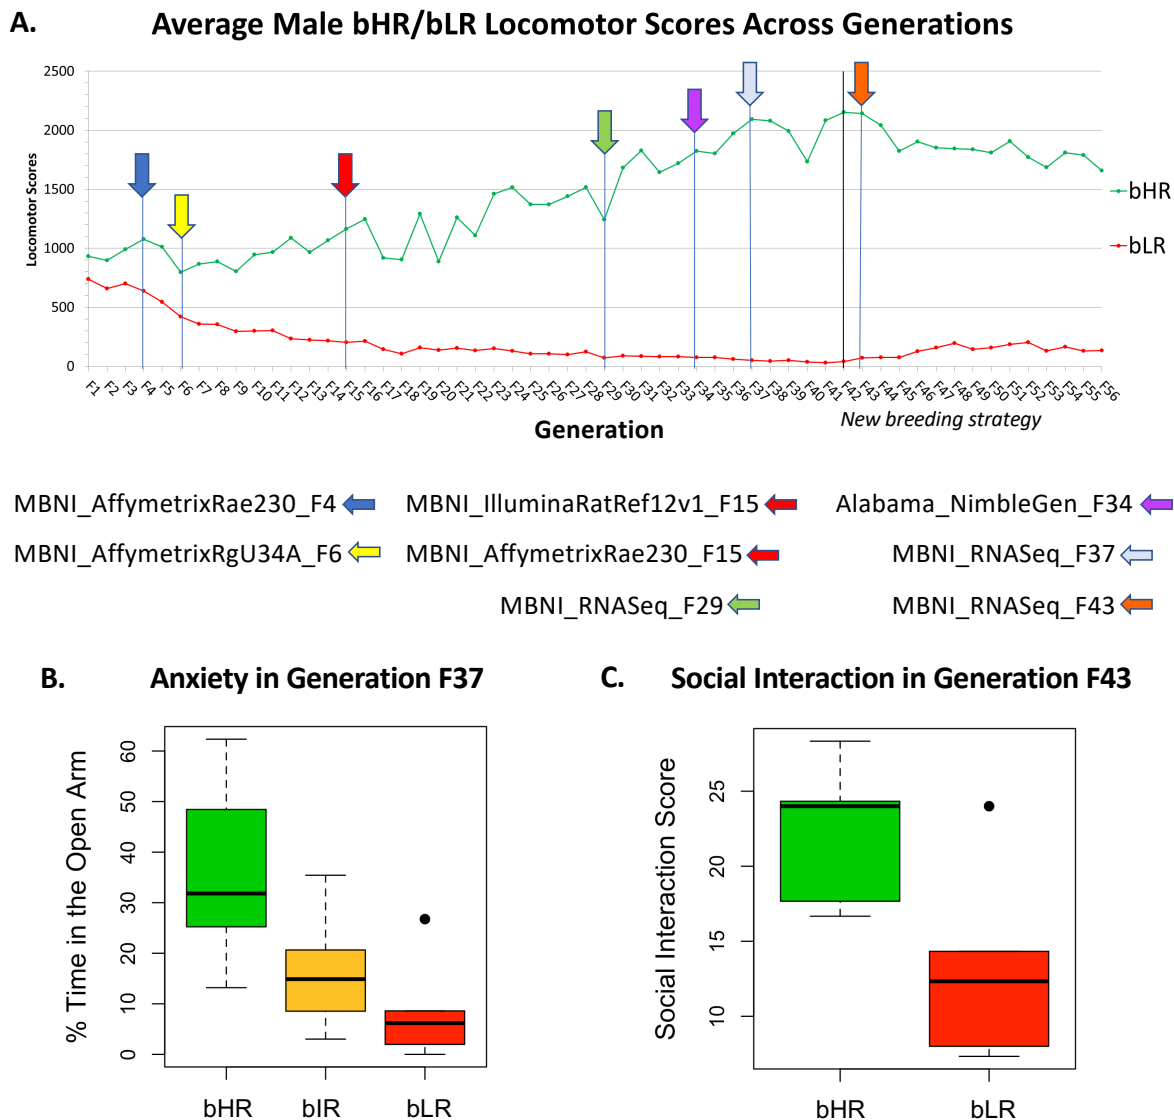 A. Average Male bHR/bLR Locomotor Scores Across Generations
Locomotor Scores
2500
2000
1500
1000
500
0
bHR
bLR
F1 F2 F3 F4 F5 F6 F7 F8 F9 F10 F11 F12 F13 F14 F15 F16 F17 F18 F19 F20 F21 F22 F23 F24 F25 F26 F27 F28 F29 F30 F31 F32 F33 F34 F35 F36 F37 F38 F39 F40 F41 F42 F43 F44 F45 F46 F47 F48 F49 F50 F51 F52 F53 F54 F55 F56
Generation
New breeding strategy
MBNI_AffymetrixRae230_F4 MBNI_IlluminaRatRef12v1_F15 Alabama_NimbleGen_F34
MBNI_AffymetrixRgU34A_F6 MBNI_AffymetrixRae230_F15 MBNI_RNASeq_F37
MBNI_RNASeq_F29 MBNI_RNASeq_F43
B. Anxiety in Generation F37
% Time in the Open Arm
60
50
40
30
20
10
0
bHR bIR bLR
C. Social Interaction in Generation F43
Social Interaction Score
25
20
15
10
bHR bLR